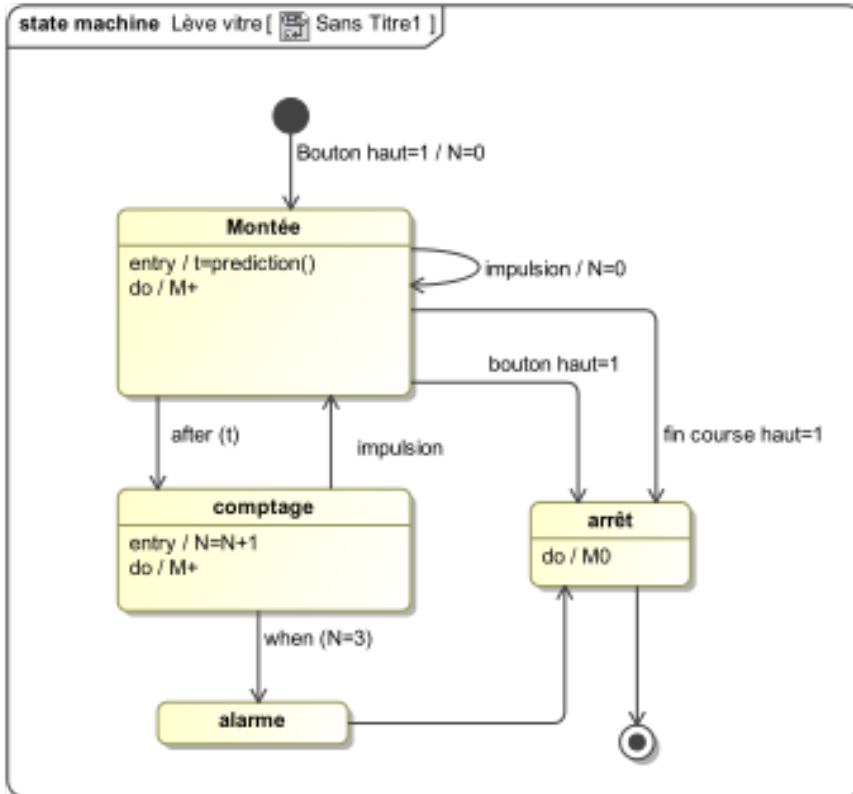 state machine Lève vitre [ Sans Titre1 ]
Bouton haut=1 / N=0
Montée
entry / t=prediction()
do / M+
impulsion / N=0
bouton haut=1
fin course haut=1
after (t)
impulsion
comptage
entry / N=N+1
do / M+
arrêt
do / M0
when (N=3)
alarme